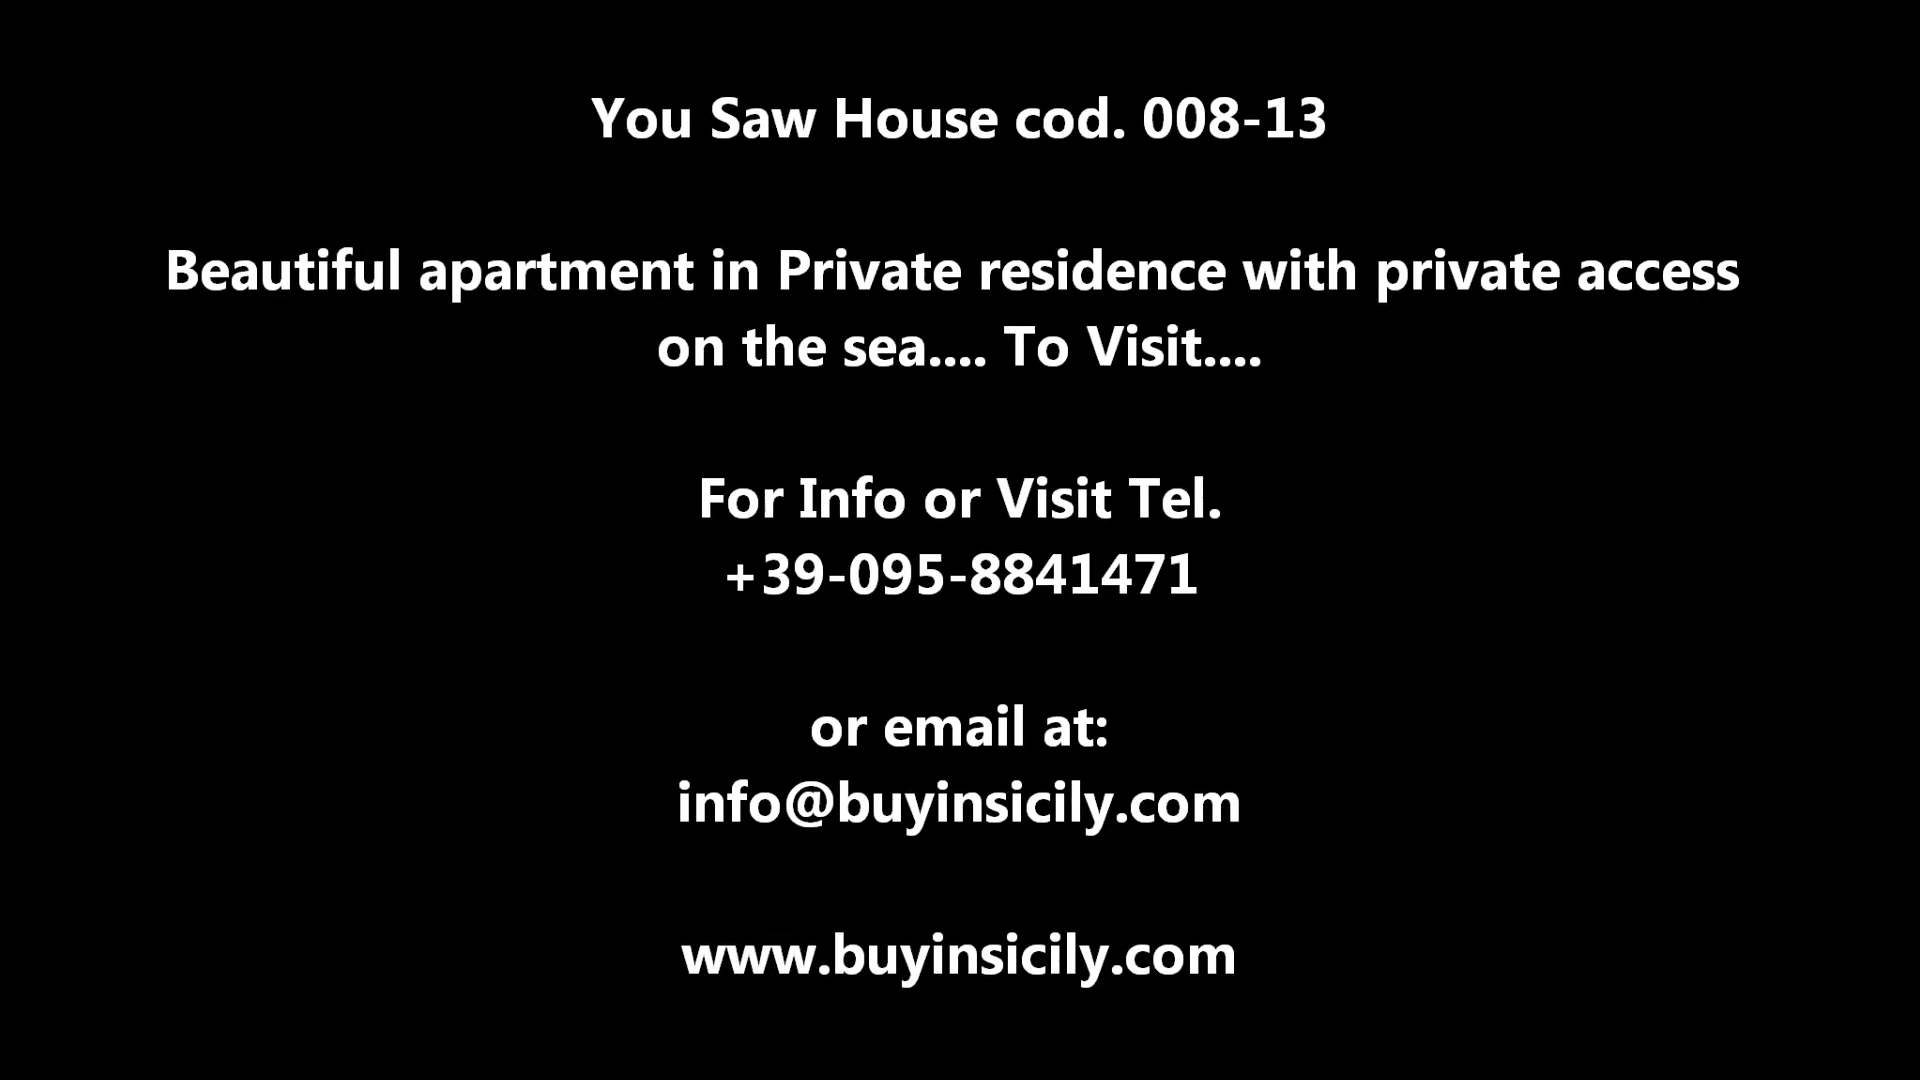 You Saw House cod. 008-13
Beautiful apartment in Private residence with private access
on the sea.... To Visit....
For Info or Visit Tel.
+39-095-8841471
or email at:
info@buyinsicily.com
www.buyinsicily.com